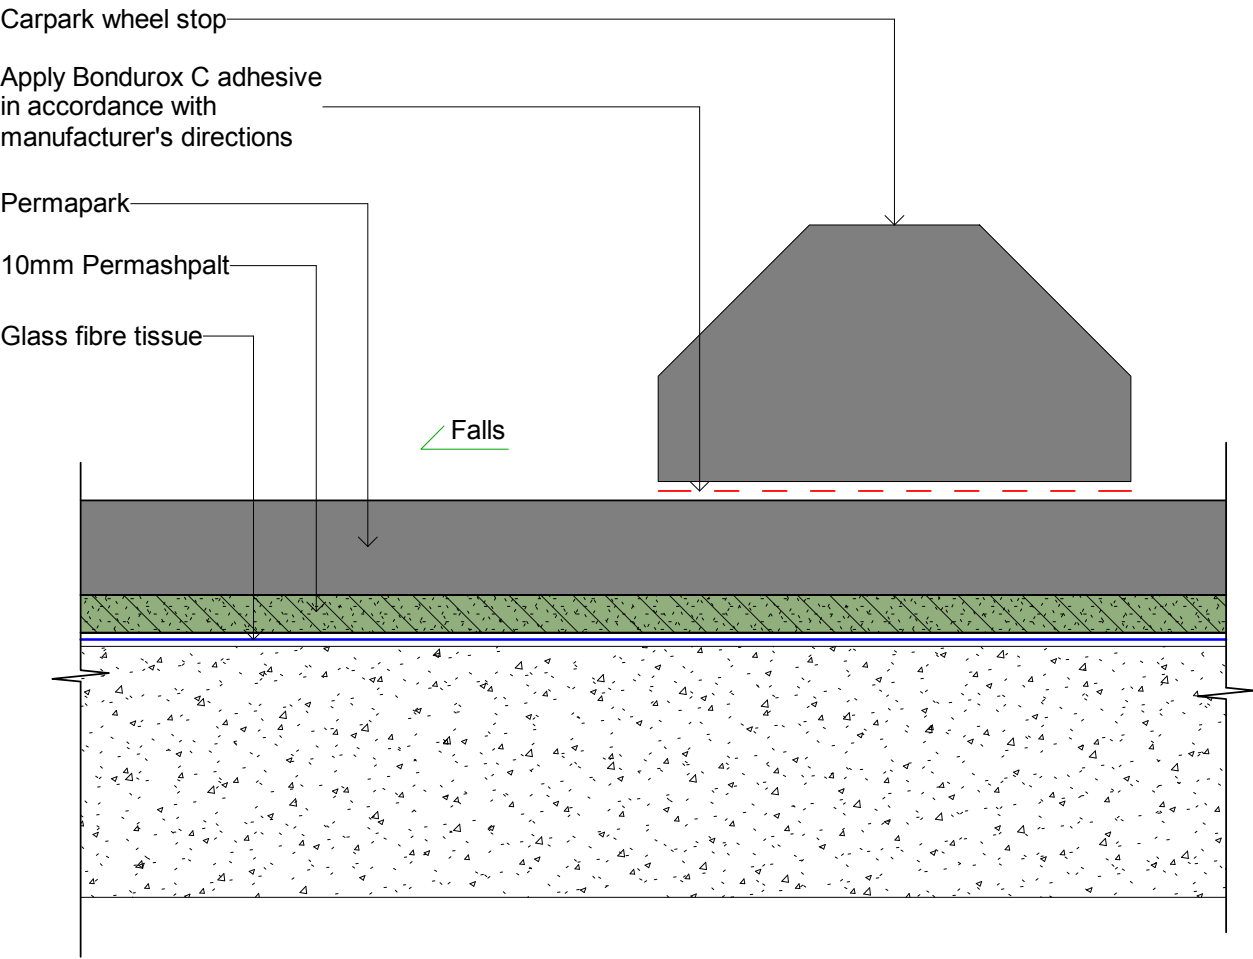 Carpark wheel stop
Apply Bondurox C adhesive
in accordance with
manufacturer's directions
Permapark
10mm Permashpalt
Glass fibre tissue
Falls